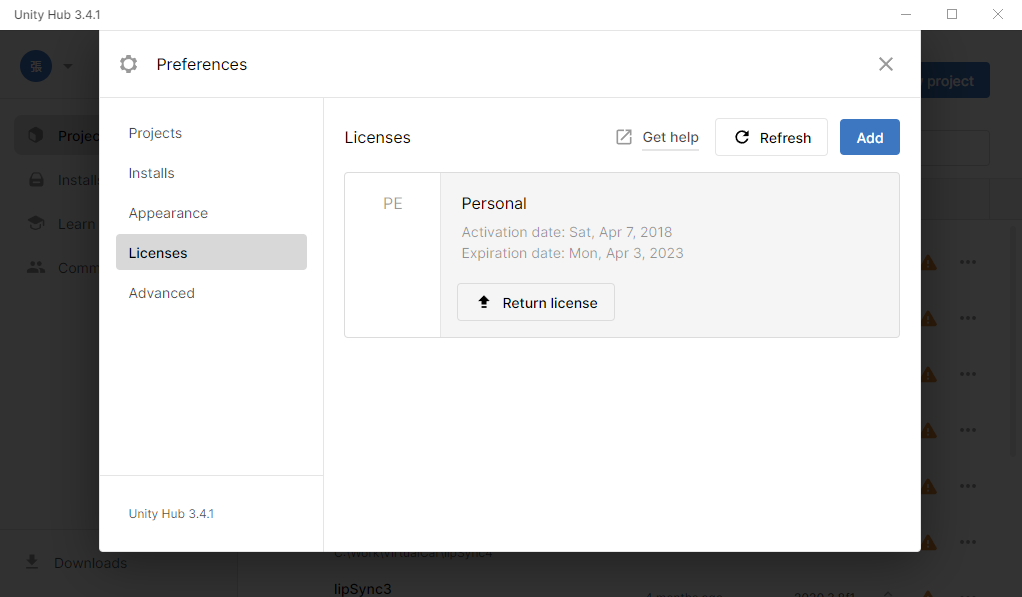 Unity Hub 3.4.1
張
Preferences
project
Projects
Installs
Appearance
Licenses
Advanced
Unity Hub 3.4.1
Licenses
Get help
Refresh
Add
PE
Personal
Activation date: Sat, Apr 7, 2018
Expiration date: Mon, Apr 3, 2023
Return license
Projec
Installs
Learn
Comm
Downloads
lipSync3